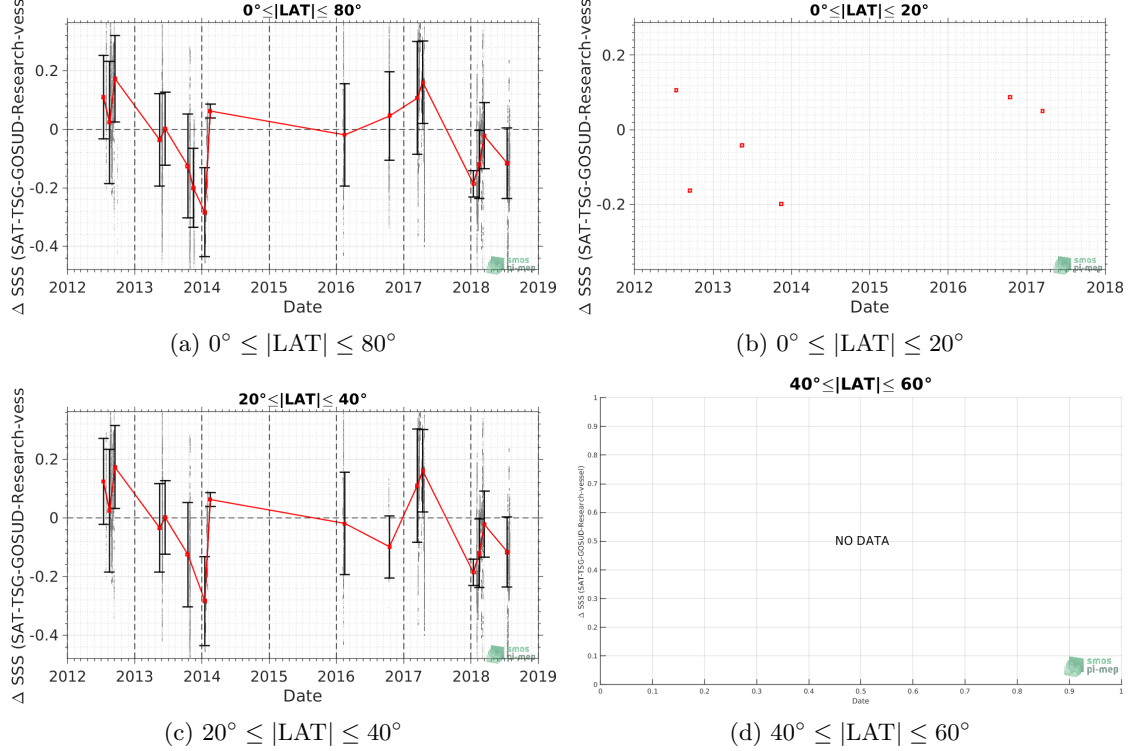 0°≤|LAT|≤ 80°
Δ SSS (SAT-TSG-GOSUD-Research-vess
0.2
0
-0.2
-0.4
2012 2013 2014 2015 2016 2017 2018 2019
Date
smos
pi-mep
(a) 0° ≤ |LAT| ≤ 80°
0°≤|LAT|≤ 20°
Δ SSS (SAT-TSG-GOSUD-Research-vess
0.2
0
-0.2
2012 2013 2014 2015 2016 2017 2018
Date
smos
pi-mep
(b) 0° ≤ |LAT| ≤ 20°
20°≤|LAT|≤ 40°
Δ SSS (SAT-TSG-GOSUD-Research-vess
0.2
0
-0.2
-0.4
2012 2013 2014 2015 2016 2017 2018 2019
Date
smos
pi-mep
(c) 20° ≤ |LAT| ≤ 40°
40°≤|LAT|≤ 60°
Δ SSS (SAT-TSG-GOSUD-Research-vessel)
1
0.9
0.8
0.7
0.6
0.5
0.4
0.3
0.2
0.1
0
NO DATA
0 0.1 0.2 0.3 0.4 0.5 0.6 0.7 0.8 0.9 1
Date
smos
pi-mep
(d) 40° ≤ |LAT| ≤ 60°